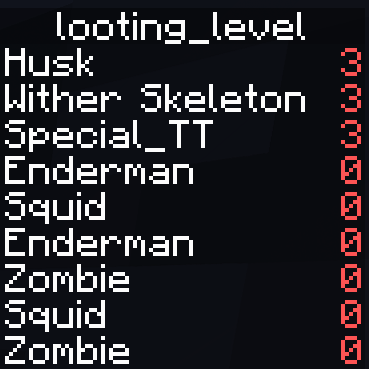 looting_level
Husk 3
Wither Skeleton 3
Special_TT 3
Enderman 0
Squid 0
Enderman 0
Zombie 0
Squid 0
Zombie 0